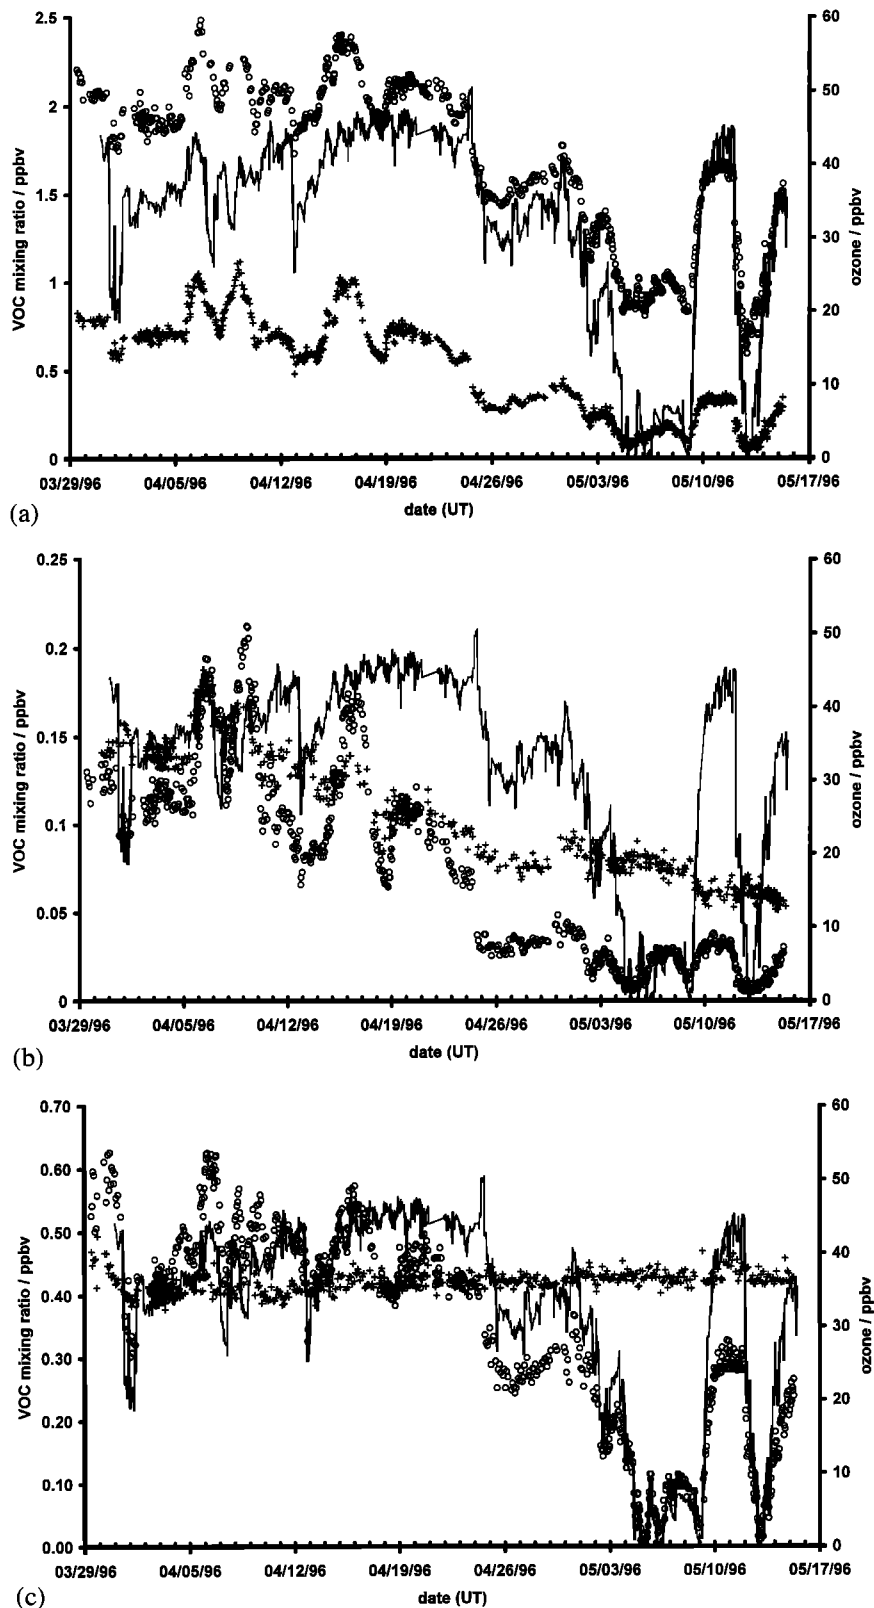 2.5
2
1.5
1
0.5
0
VOC mixing ratio / ppbv
60
50
40
30
20
10
0
ozone / ppbv
03/29/96 04/05/96 04/12/96 04/19/96 04/26/96 05/03/96 05/10/96 05/17/96
date (UT)
(a)
0.25
0.2
0.15
0.1
0.05
0
VOC mixing ratio / ppbv
60
50
40
30
20
10
0
ozone / ppbv
03/29/96 04/05/96 04/12/96 04/19/96 04/26/96 05/03/96 05/10/96 05/17/96
date (UT)
(b)
0.70
0.60
0.50
0.40
0.30
0.20
0.10
0.00
VOC mixing ratio / ppbv
60
50
40
30
20
10
0
ozone / ppbv
03/29/96 04/05/96 04/12/96 04/19/96 04/26/96 05/03/96 05/10/96 05/17/96
date (UT)
(c)